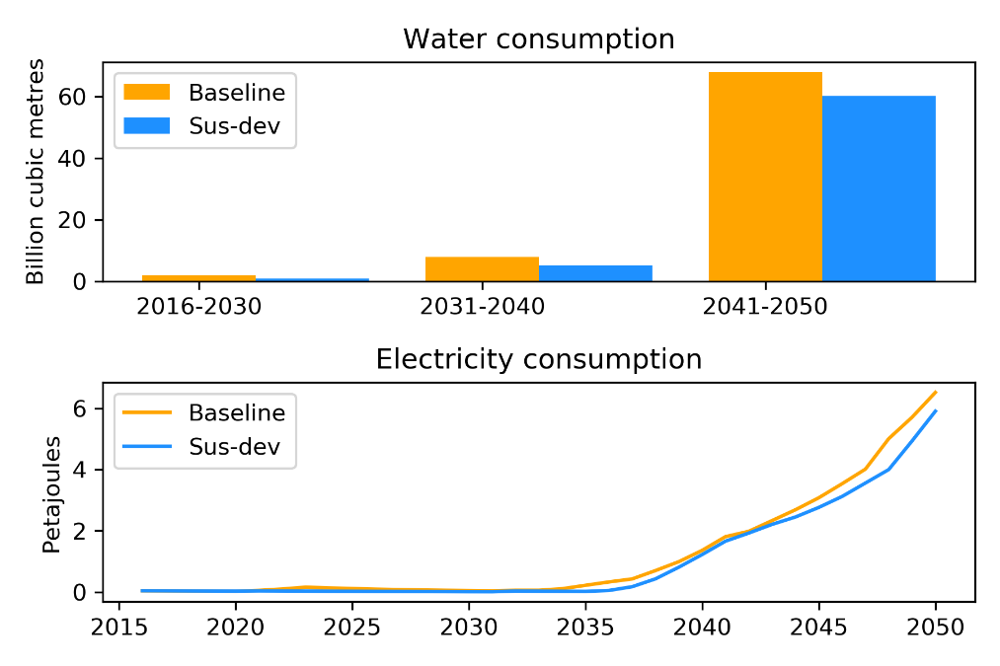 Water consumption
Billion cubic metres
60
40
20
0
Baseline
Sus-dev
2016-2030 2031-2040 2041-2050
Electricity consumption
Petajoules
6
4
2
0
Baseline
Sus-dev
2015 2020 2025 2030 2035 2040 2045 2050